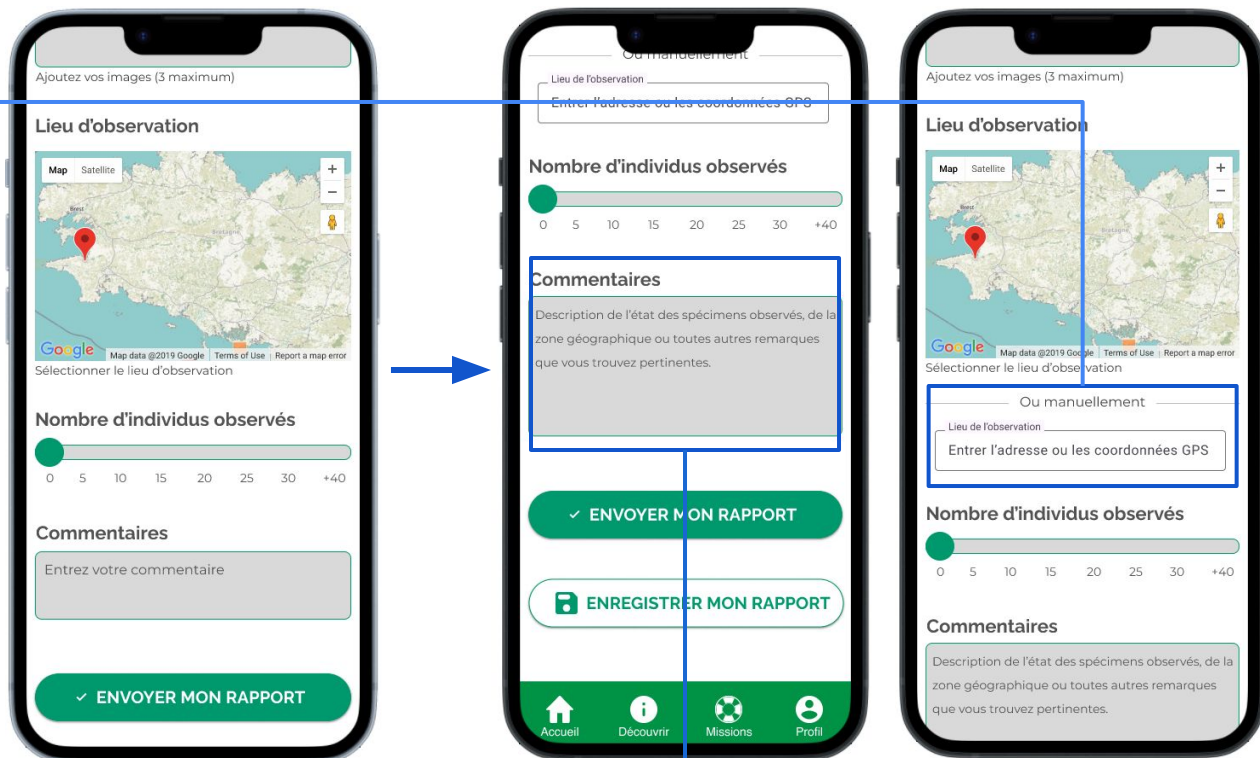 Ajoutez vos images (3 maximum)
Lieu d'observation
Map Satellite
+
−
Brest
Bretagne
Google
Map data @2019 Google Terms of Use Report a map error
Sélectionner le lieu d'observation
Nombre d'individus observés
0 5 10 15 20 25 30 +40
Commentaires
Entrez votre commentaire
ENVOYER MON RAPPORT
Ou manuellement
Lieu de l'observation
Entrer l'adresse ou les coordonnées GPS
Nombre d'individus observés
0 5 10 15 20 25 30 +40
Commentaires
Description de l'état des spécimens observés, de la
zone géographique ou toutes autres remarques
que vous trouvez pertinentes.
ENVOYER MON RAPPORT
ENREGISTRER MON RAPPORT
Accueil Découvrir Missions Profil
Ajoutez vos images (3 maximum)
Lieu d'observation
Map Satellite
+
−
Brest
Bretagne
Google
Map data @2019 Google Terms of Use Report a map error
Sélectionner le lieu d'observation
Ou manuellement
Lieu de l'observation
Entrer l'adresse ou les coordonnées GPS
Nombre d'individus observés
0 5 10 15 20 25 30 +40
Commentaires
Description de l'état des spécimens observés, de la
zone géographique ou toutes autres remarques
que vous trouvez pertinentes.